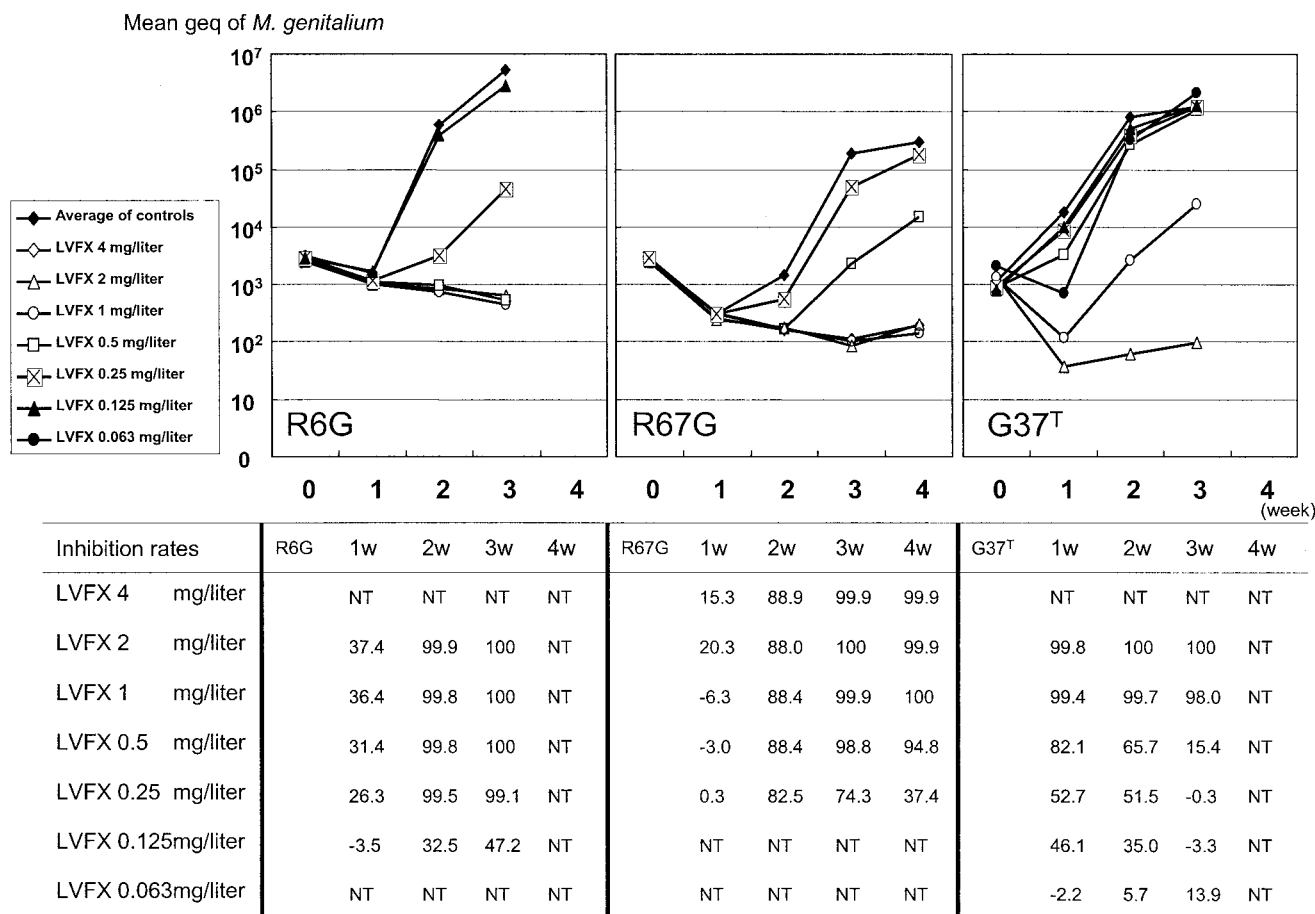 Mean geq of M. genitalium
10⁷
10⁶
10⁵
10⁴
10³
10²
10
0
Average of controls
LVFX 4 mg/liter
LVFX 2 mg/liter
LVFX 1 mg/liter
LVFX 0.5 mg/liter
LVFX 0.25 mg/liter
LVFX 0.125 mg/liter
LVFX 0.063 mg/liter
R6G R67G G37ᵀ
0 1 2 3 4 0 1 2 3 4 0 1 2 3 4
(week)
Inhibition rates R6G 1w 2w 3w 4w R67G 1w 2w 3w 4w G37ᵀ 1w 2w 3w 4w
LVFX 4 mg/liter NT NT NT NT 15.3 88.9 99.9 99.9 NT NT NT NT
LVFX 2 mg/liter 37.4 99.9 100 NT 20.3 88.0 100 99.9 99.8 100 100 NT
LVFX 1 mg/liter 36.4 99.8 100 NT -6.3 88.4 99.9 100 99.4 99.7 98.0 NT
LVFX 0.5 mg/liter 31.4 99.8 100 NT -3.0 88.4 98.8 94.8 82.1 65.7 15.4 NT
LVFX 0.25 mg/liter 26.3 99.5 99.1 NT 0.3 82.5 74.3 37.4 52.7 51.5 -0.3 NT
LVFX 0.125mg/liter -3.5 32.5 47.2 NT NT NT NT NT 46.1 35.0 -3.3 NT
LVFX 0.063mg/liter NT NT NT NT NT NT NT NT -2.2 5.7 13.9 NT